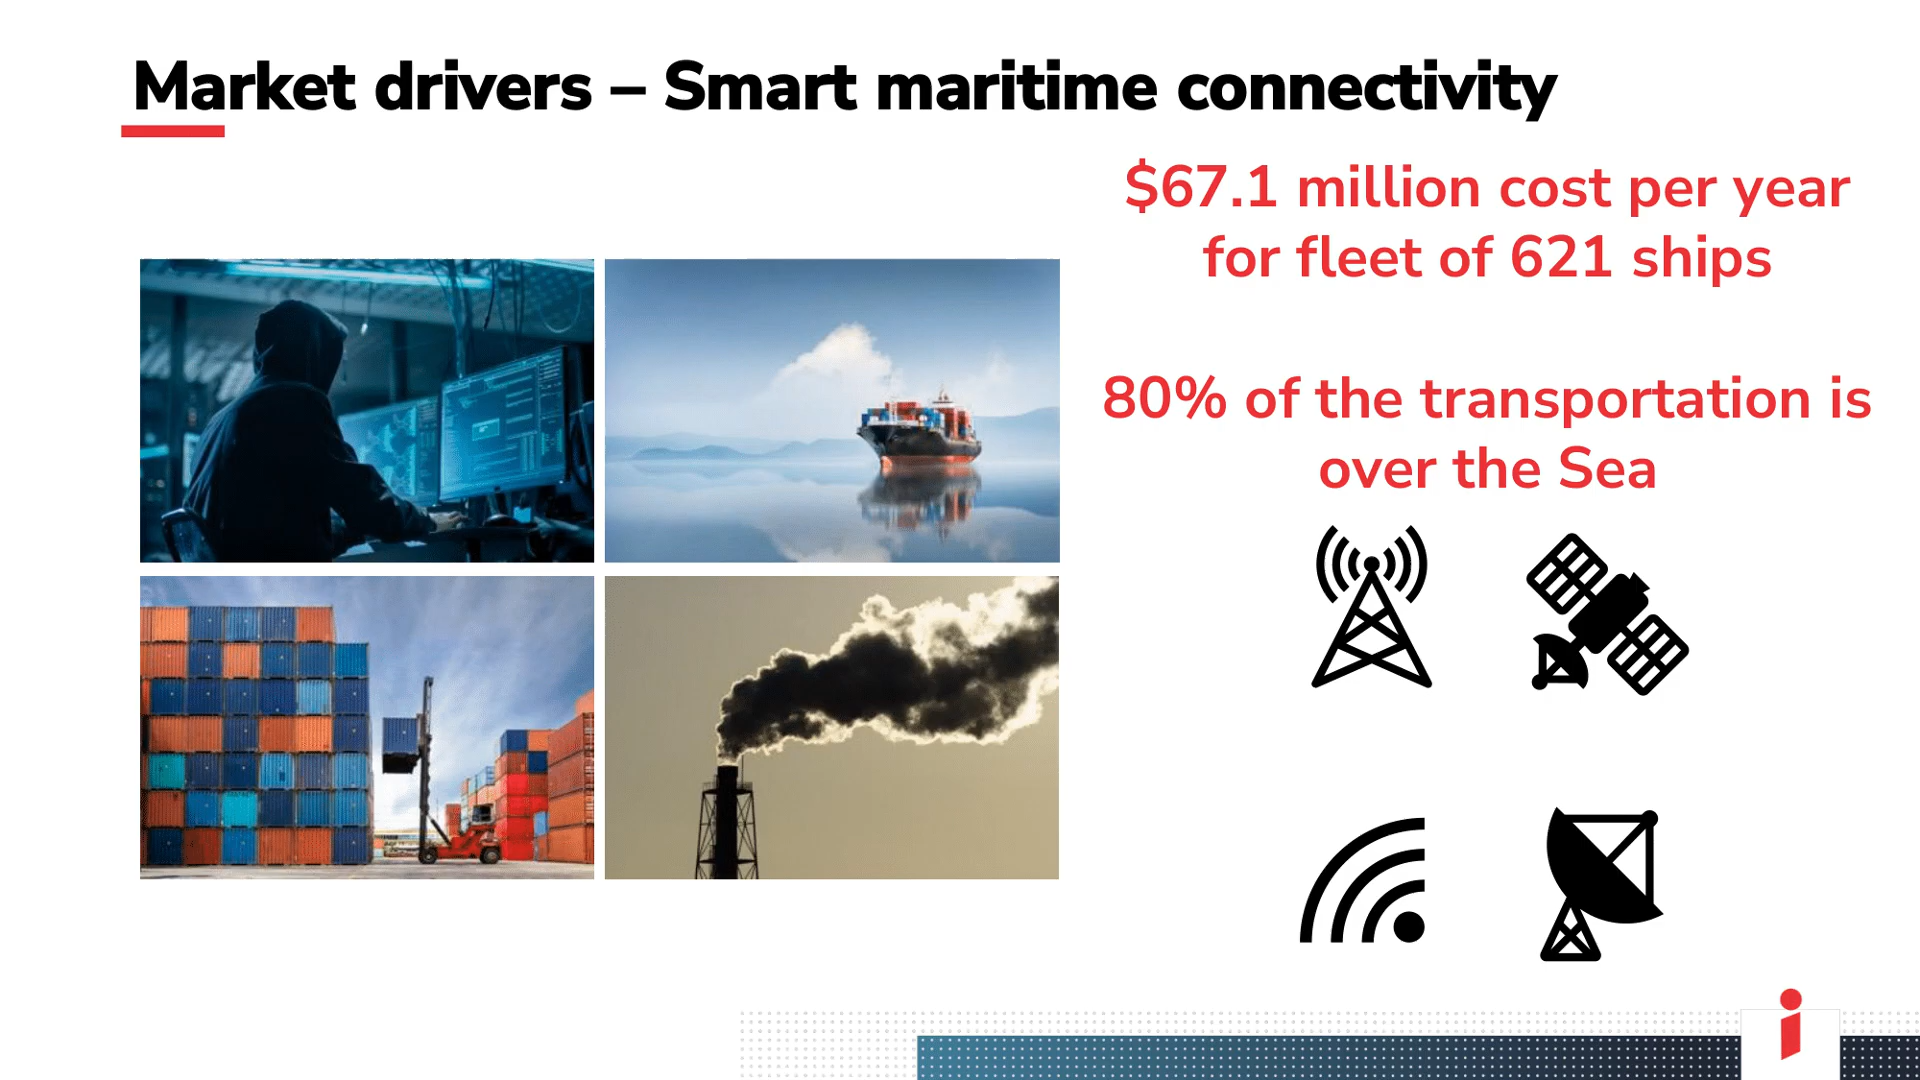 Market drivers – Smart maritime connectivity
$67.1 million cost per year
for fleet of 621 ships
80% of the transportation is
over the Sea